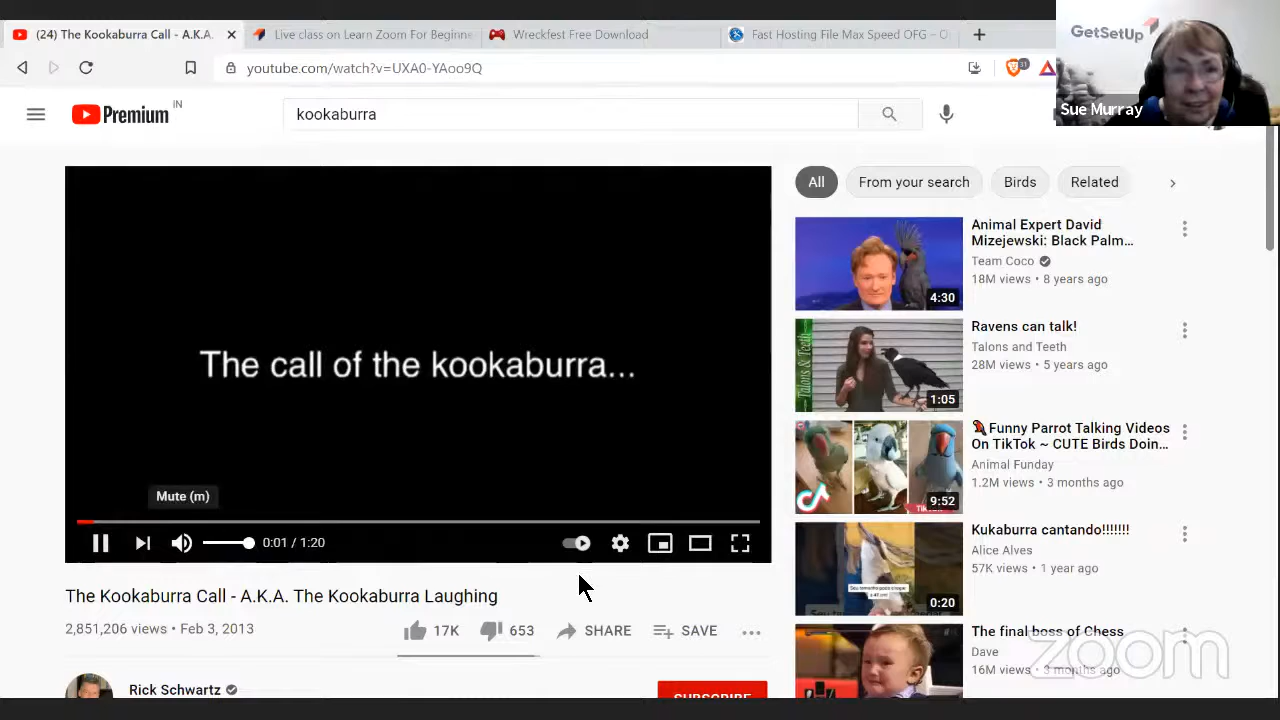 (24) The Kookaburra Call - A.K.A.
Live class on Learn Zoom For Beginne
Wreckfest Free Download
Fast Hosting File Max Speed OFG – O
GetSetUp
youtube.com/watch?v=UXA0-YAoo9Q
31
Sue Murray
Premium IN
kookaburra
All
From your search
Birds
Related
The call of the kookaburra...
Mute (m)
0:01 / 1:20
The Kookaburra Call - A.K.A. The Kookaburra Laughing
2,851,206 views • Feb 3, 2013
17K
653
SHARE
SAVE
Rick Schwartz
SUBSCRIBE
Animal Expert David
Mizejewski: Black Palm...
Team Coco
18M views • 8 years ago
4:30
Ravens can talk!
Talons and Teeth
28M views • 5 years ago
Talons & Teeth
1:05
Funny Parrot Talking Videos
On TikTok ~ CUTE Birds Doin...
Animal Funday
1.2M views • 3 months ago
9:52
Kukaburra cantando!!!!!!!
Alice Alves
57K views • 1 year ago
0:20
The final boss of Chess
Dave
16M views • 3 months ago
zoom